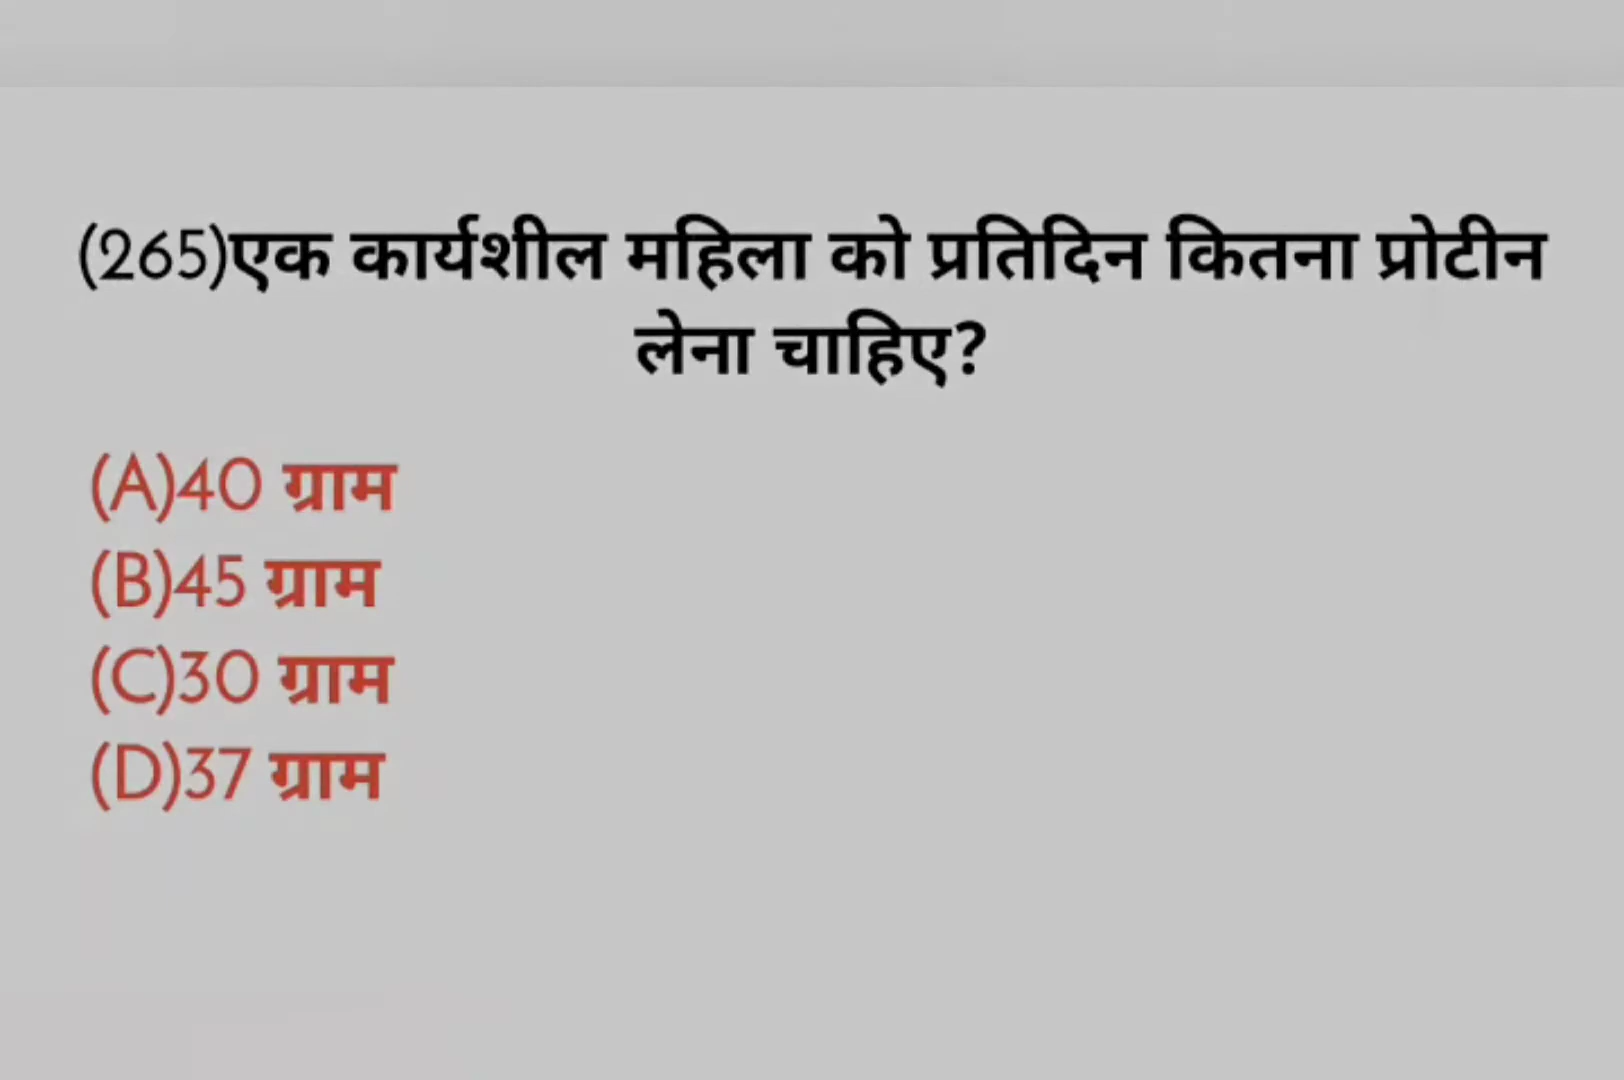 (265)एक कार्यशील महिला को प्रतिदिन कितना प्रोटीन
लेना चाहिए?
(A)40 ग्राम
(B)45 ग्राम
(C)30 ग्राम
(D)37 ग्राम